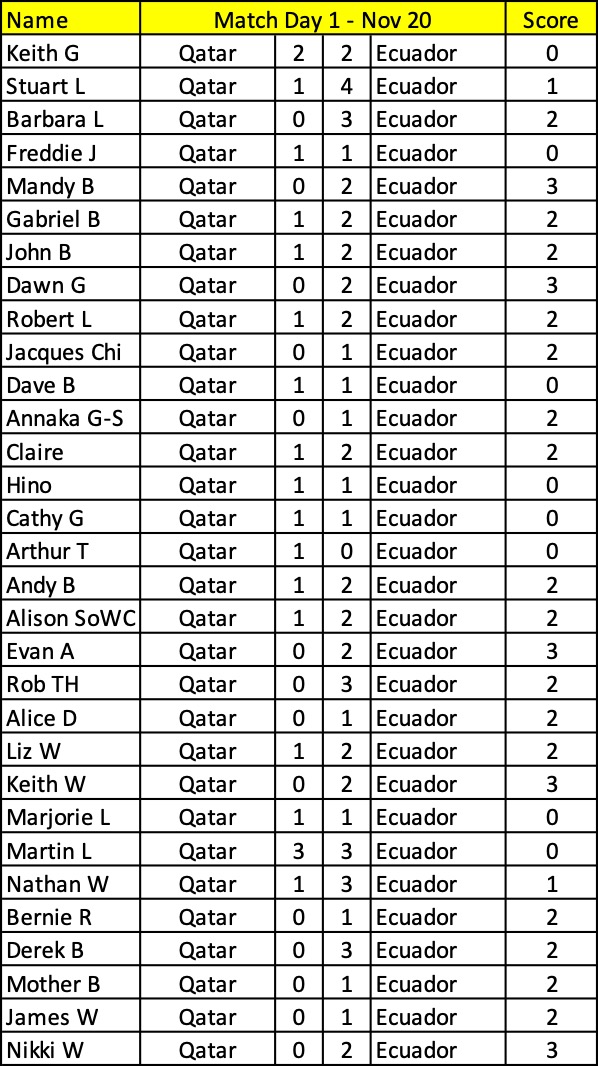 Name Match Day 1 - Nov 20 Score
Keith G Qatar 2 2 Ecuador 0
Stuart L Qatar 1 4 Ecuador 1
Barbara L Qatar 0 3 Ecuador 2
Freddie J Qatar 1 1 Ecuador 0
Mandy B Qatar 0 2 Ecuador 3
Gabriel B Qatar 1 2 Ecuador 2
John B Qatar 1 2 Ecuador 2
Dawn G Qatar 0 2 Ecuador 3
Robert L Qatar 1 2 Ecuador 2
Jacques Chi Qatar 0 1 Ecuador 2
Dave B Qatar 1 1 Ecuador 0
Annaka G-S Qatar 0 1 Ecuador 2
Claire Qatar 1 2 Ecuador 2
Hino Qatar 1 1 Ecuador 0
Cathy G Qatar 1 1 Ecuador 0
Arthur T Qatar 1 0 Ecuador 0
Andy B Qatar 1 2 Ecuador 2
Alison SoWC Qatar 1 2 Ecuador 2
Evan A Qatar 0 2 Ecuador 3
Rob TH Qatar 0 3 Ecuador 2
Alice D Qatar 0 1 Ecuador 2
Liz W Qatar 1 2 Ecuador 2
Keith W Qatar 0 2 Ecuador 3
Marjorie L Qatar 1 1 Ecuador 0
Martin L Qatar 3 3 Ecuador 0
Nathan W Qatar 1 3 Ecuador 1
Bernie R Qatar 0 1 Ecuador 2
Derek B Qatar 0 3 Ecuador 2
Mother B Qatar 0 1 Ecuador 2
James W Qatar 0 1 Ecuador 2
Nikki W Qatar 0 2 Ecuador 3